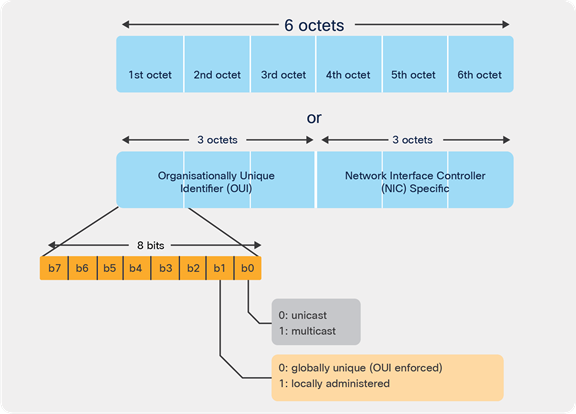 6 octets
1st octet 2nd octet 3rd octet 4th octet 5th octet 6th octet
or
3 octets 3 octets
Organisationally Unique
Identifier (OUI)
Network Interface Controller
(NIC) Specific
8 bits
b7 b6 b5 b4 b3 b2 b1 b0
0: unicast
1: multicast
0: globally unique (OUI enforced)
1: locally administered